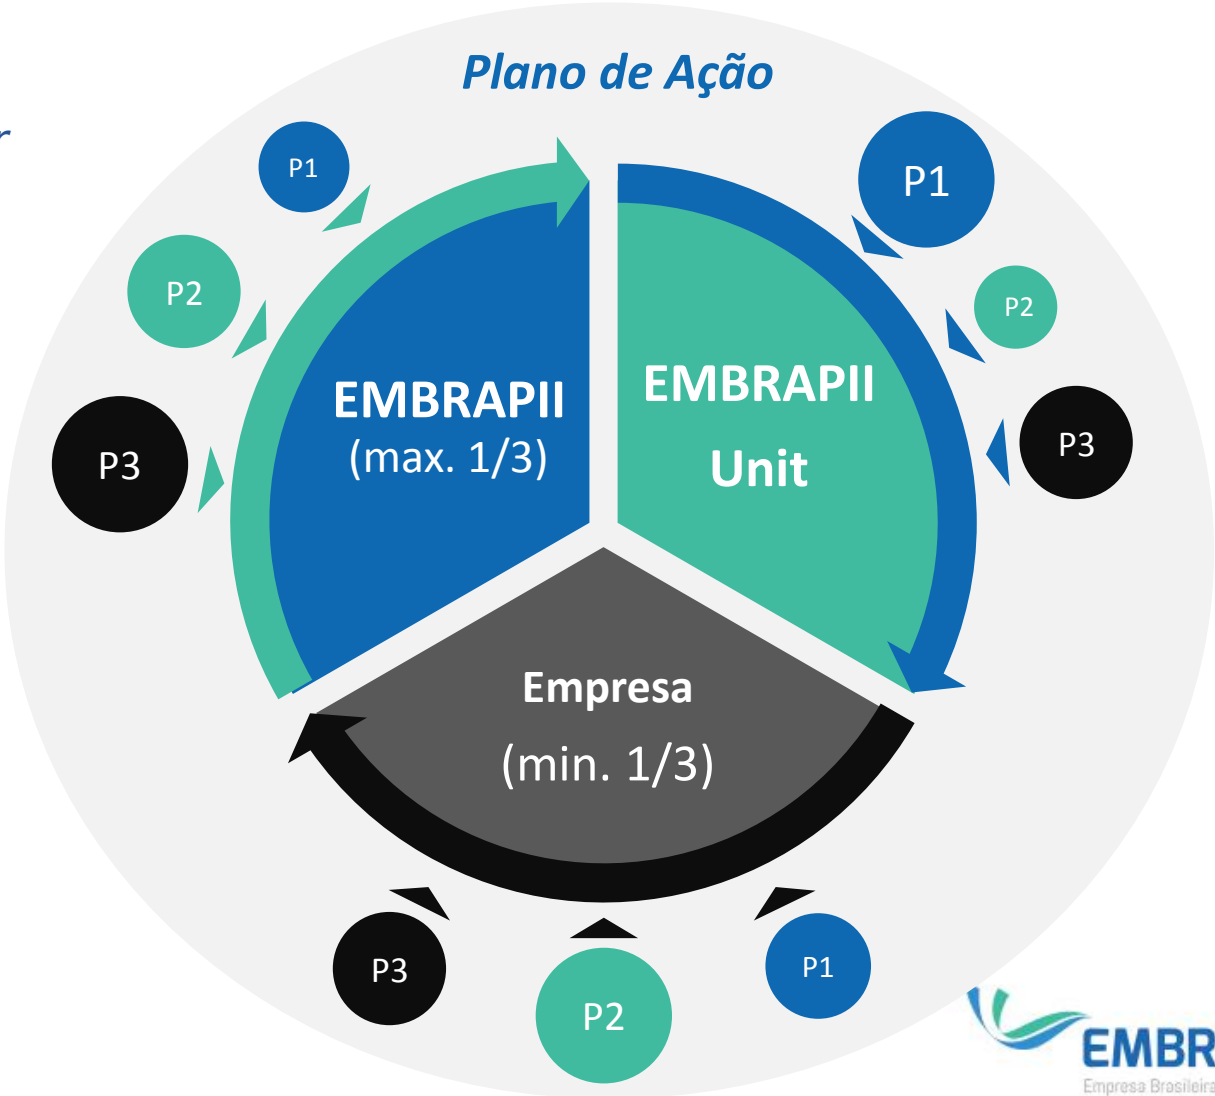 Plano de Ação
P1
P1
P2
P2
EMBRAPII
(max. 1/3)
EMBRAPII
Unit
P3
P3
Empresa
(min. 1/3)
P3
P2
P1
EMBR
Empresa Brasileira